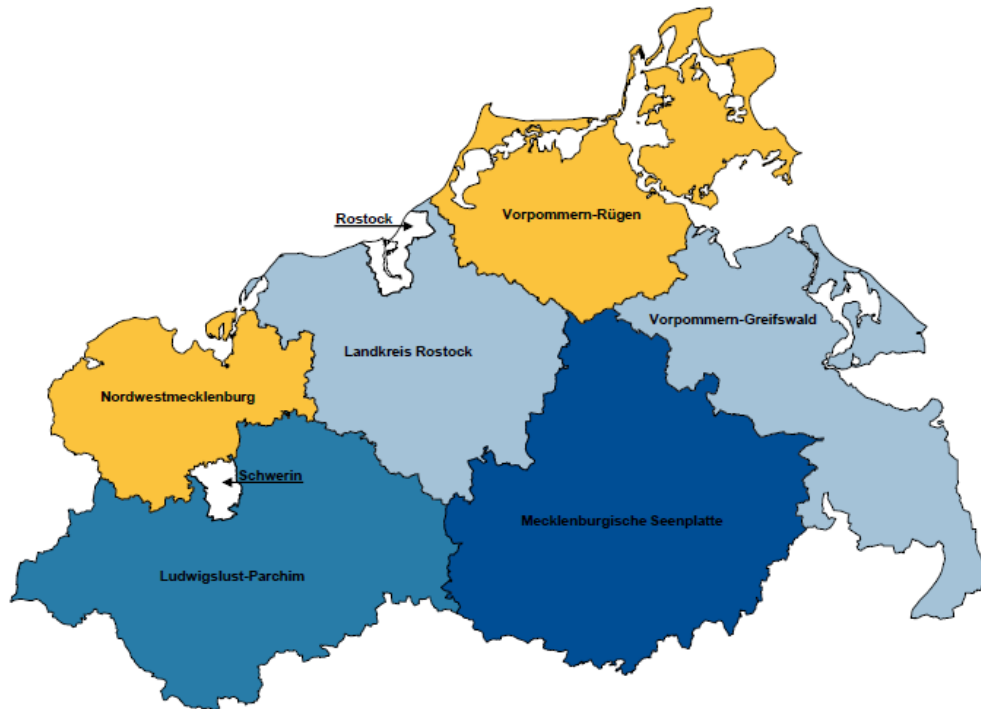 Vorpommern-Rügen
Rostock
Vorpommern-Greifswald
Landkreis Rostock
Nordwestmecklenburg
Schwerin
Mecklenburgische Seenplatte
Ludwigslust-Parchim